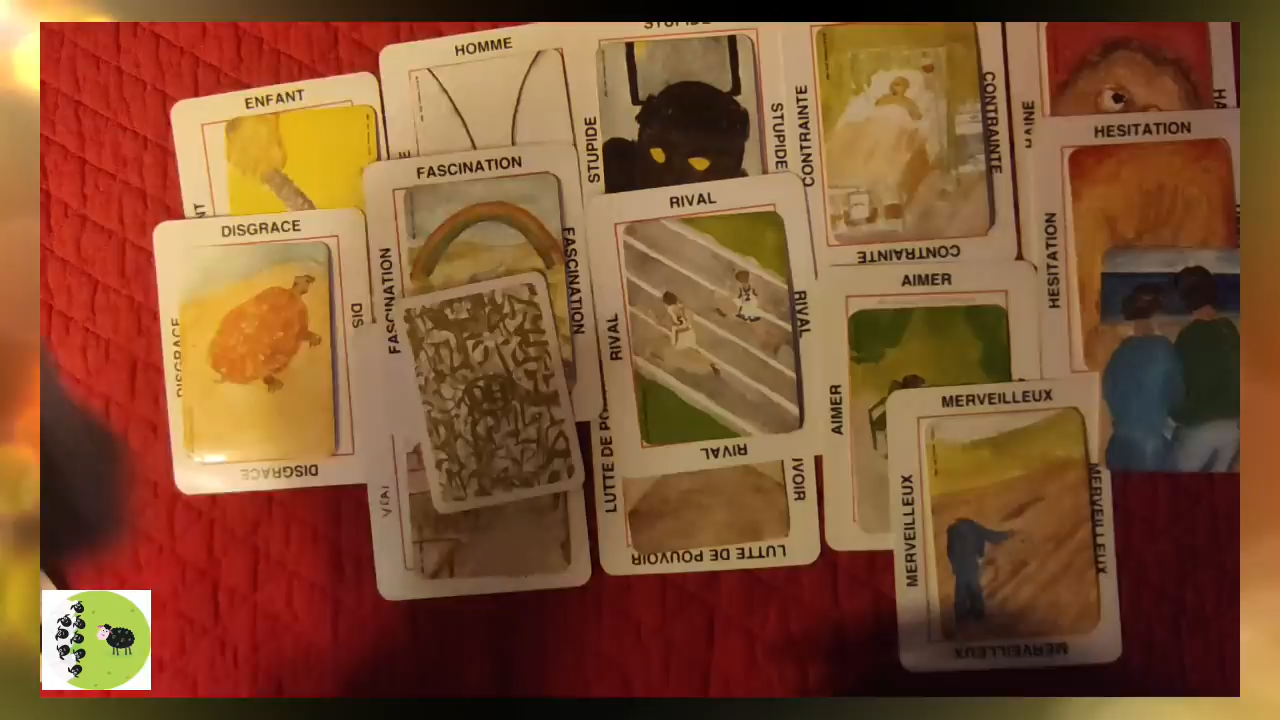 ENFANT
HOMME
STUPIDE
STUPIDE
STUPIDE
CONTRAINTE
CONTRAINTE
CONTRAINTE
HESITATION
HESITATION
DISGRACE
DISGRACE
DISGRACE
FASCINATION
FASCINATION
FASCINATION
RIVAL
RIVAL
RIVAL
RIVAL
AIMER
AIMER
LUTTE DE POUVOIR
MERVEILLEUX
MERVEILLEUX
MERVEILLEUX
MERVEILLEUX